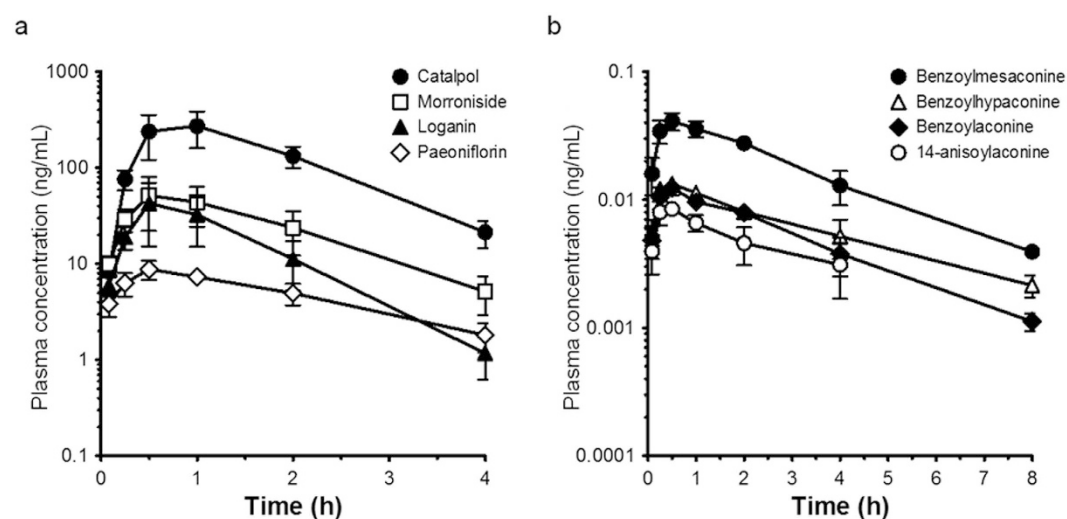 a
Plasma concentration (ng/mL)
1000
100
10
1
0.1
0
1
2
3
4
Time (h)
Catalpol
Morroniside
Loganin
Paeoniflorin
b
Plasma concentration (ng/mL)
0.1
0.01
0.001
0.0001
0
1
2
3
4
5
6
7
8
Time (h)
Benzoylmesaconine
Benzoylhypaconine
Benzoylaconine
14-anisoylaconine